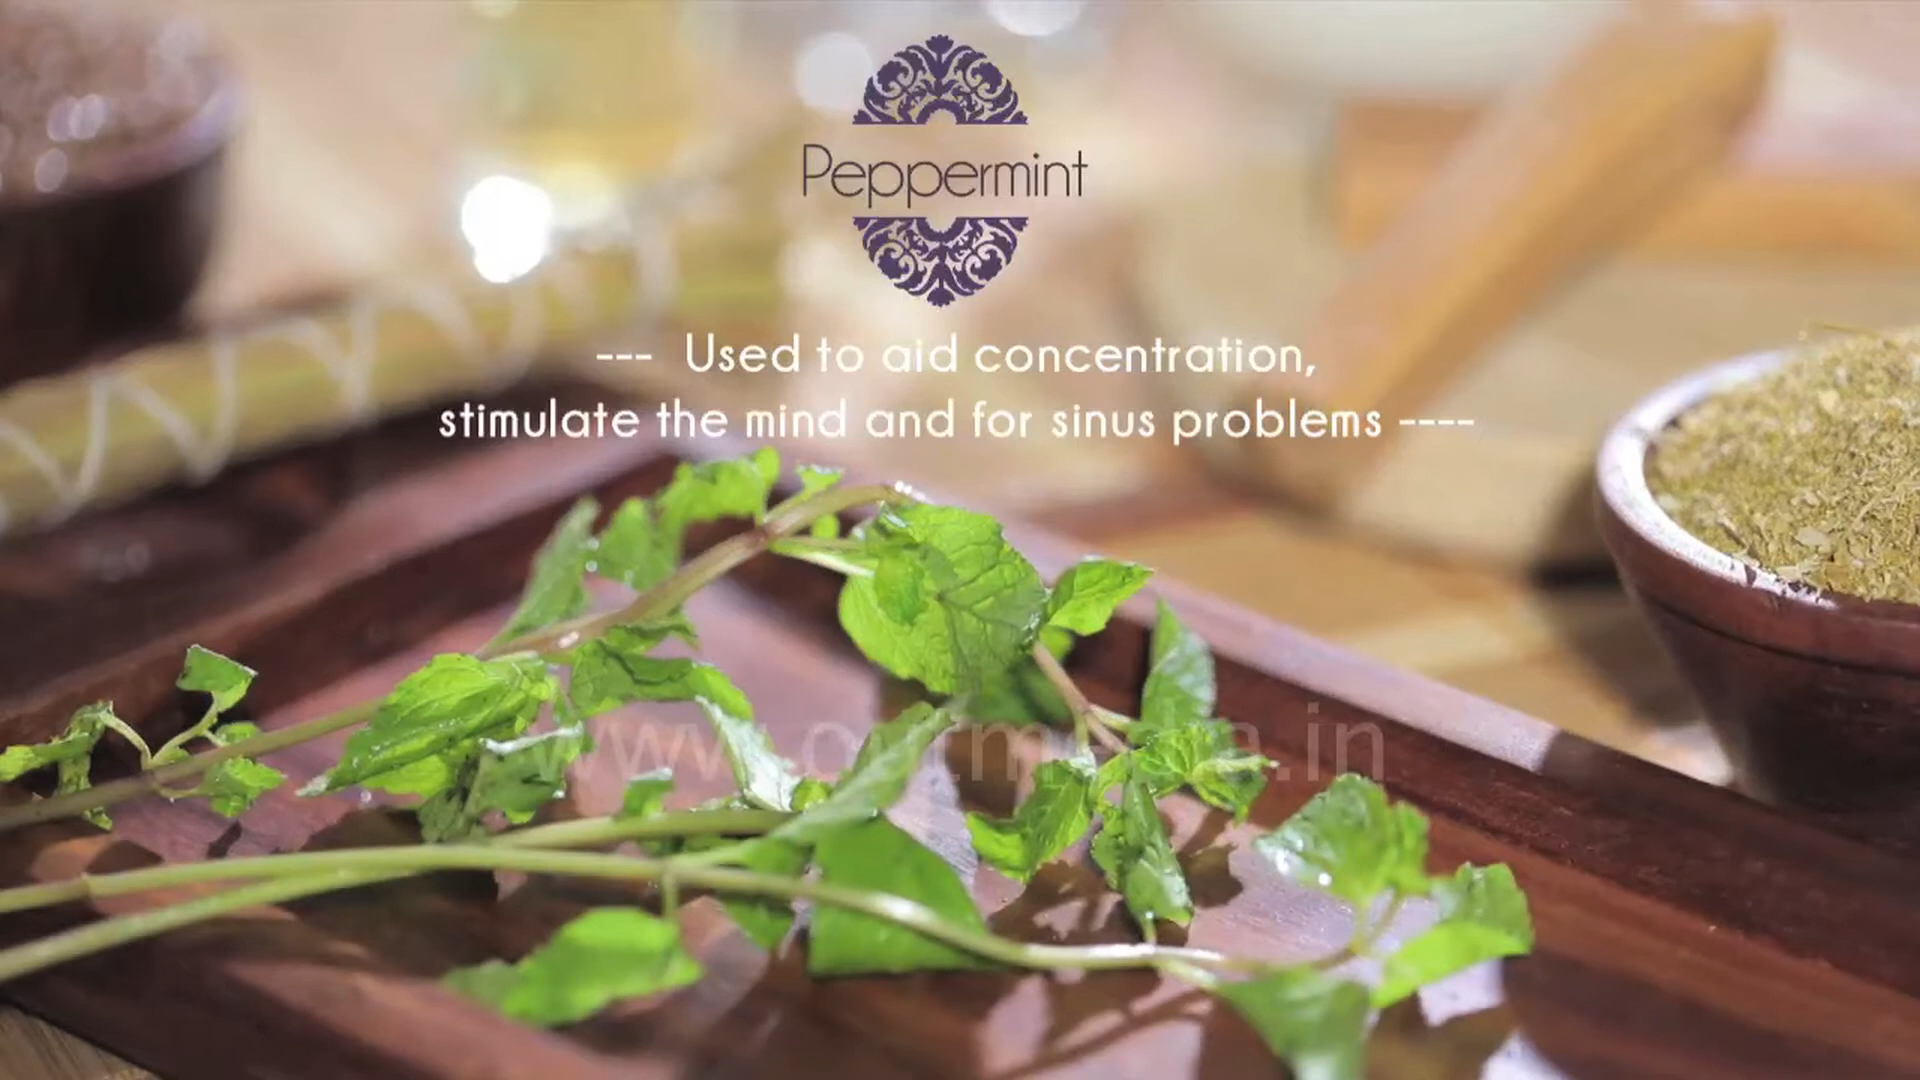 Peppermint
--- Used to aid concentration,
stimulate the mind and for sinus problems ----